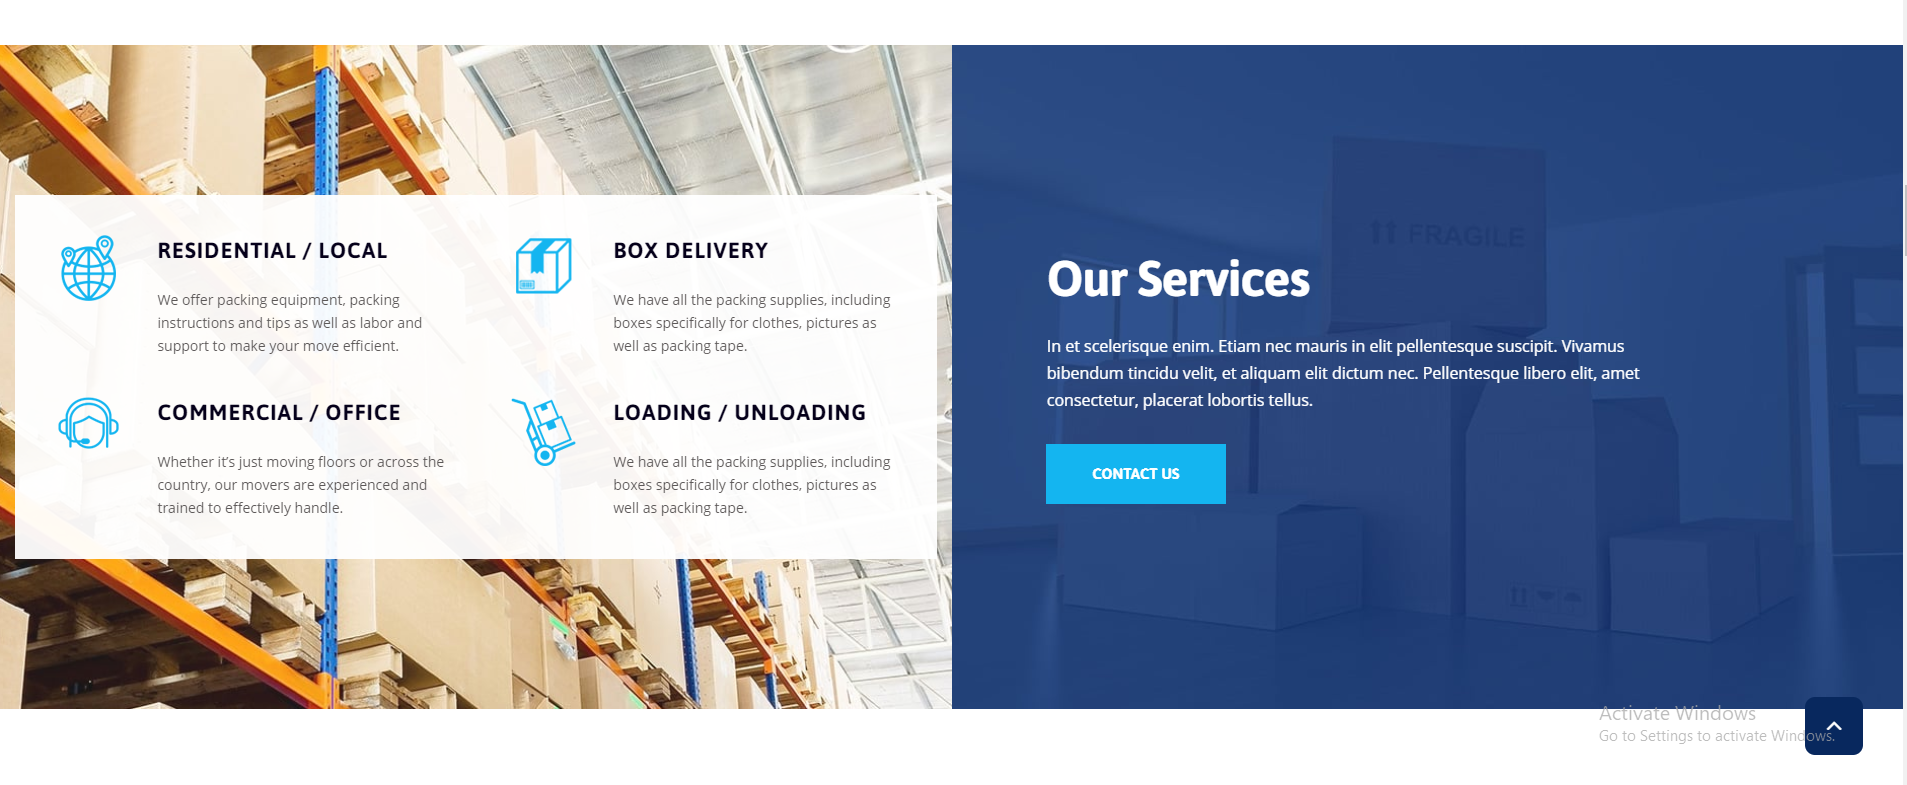 RESIDENTIAL / LOCAL
We offer packing equipment, packing
instructions and tips as well as labor and
support to make your move efficient.
BOX DELIVERY
We have all the packing supplies, including
boxes specifically for clothes, pictures as
well as packing tape.
COMMERCIAL / OFFICE
Whether it’s just moving floors or across the
country, our movers are experienced and
trained to effectively handle.
LOADING / UNLOADING
We have all the packing supplies, including
boxes specifically for clothes, pictures as
well as packing tape.
FRAGILE
Our Services
In et scelerisque enim. Etiam nec mauris in elit pellentesque suscipit. Vivamus
bibendum tincidu velit, et aliquam elit dictum nec. Pellentesque libero elit, amet
consectetur, placerat lobortis tellus.
CONTACT US
Activate Windows
Go to Settings to activate Windows.